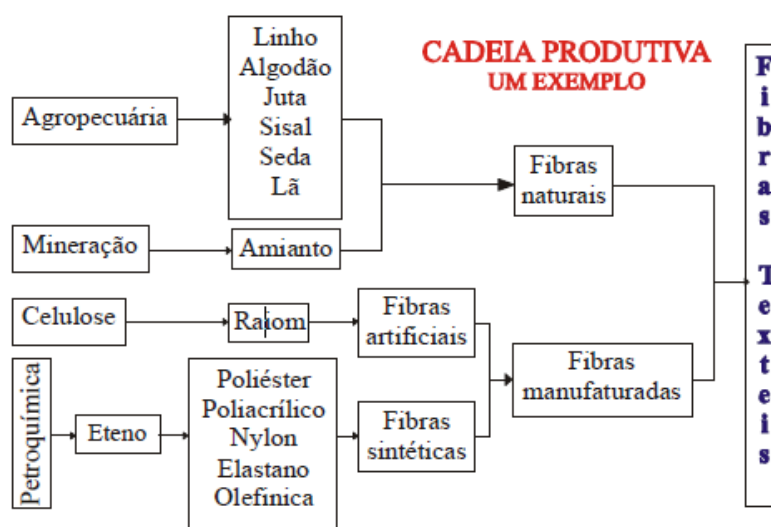 CADEIA PRODUTIVA
UM EXEMPLO
Agropecuária
Linho
Algodão
Juta
Sisal
Seda
Lã
Fibras
naturais
Mineração
Amianto
Celulose
Raiom
Fibras
artificiais
Petroquímica
Eteno
Poliéster
Poliacrílico
Nylon
Elastano
Olefínica
Fibras
sintéticas
Fibras
manufaturadas
Fibras Texteis